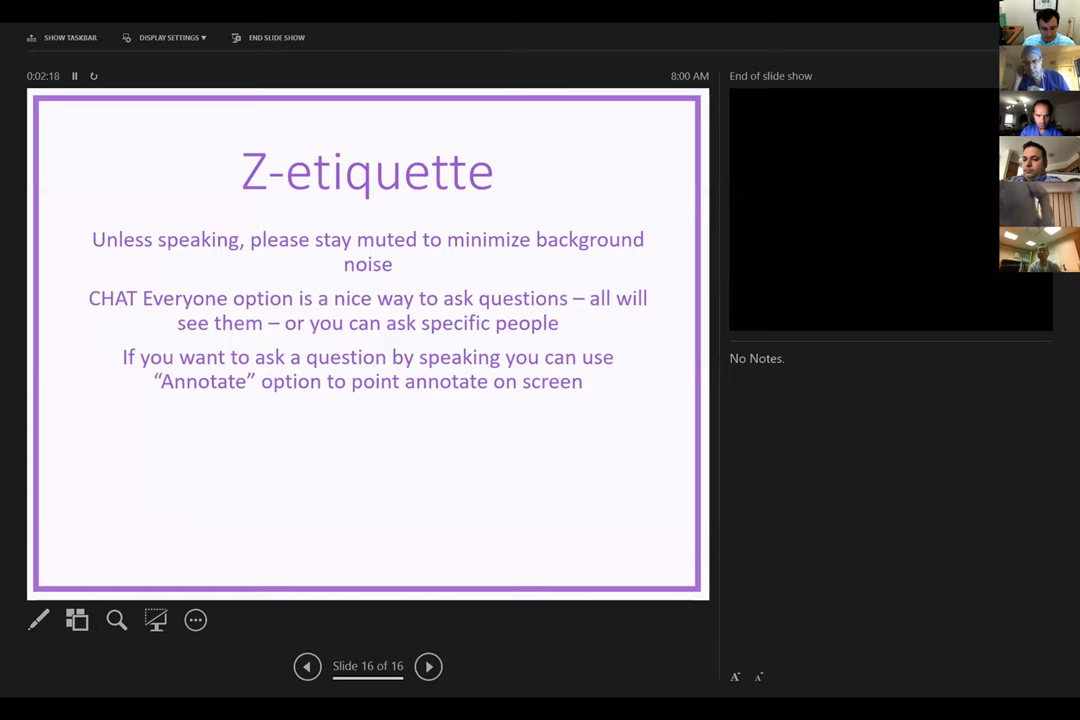 SHOW TASKBAR
DISPLAY SETTINGS ▾
END SLIDE SHOW
0:02:18
8:00 AM
End of slide show
Z-etiquette
Unless speaking, please stay muted to minimize background
noise
CHAT Everyone option is a nice way to ask questions – all will
see them – or you can ask specific people
If you want to ask a question by speaking you can use
“Annotate” option to point annotate on screen
No Notes.
Slide 16 of 16
A A